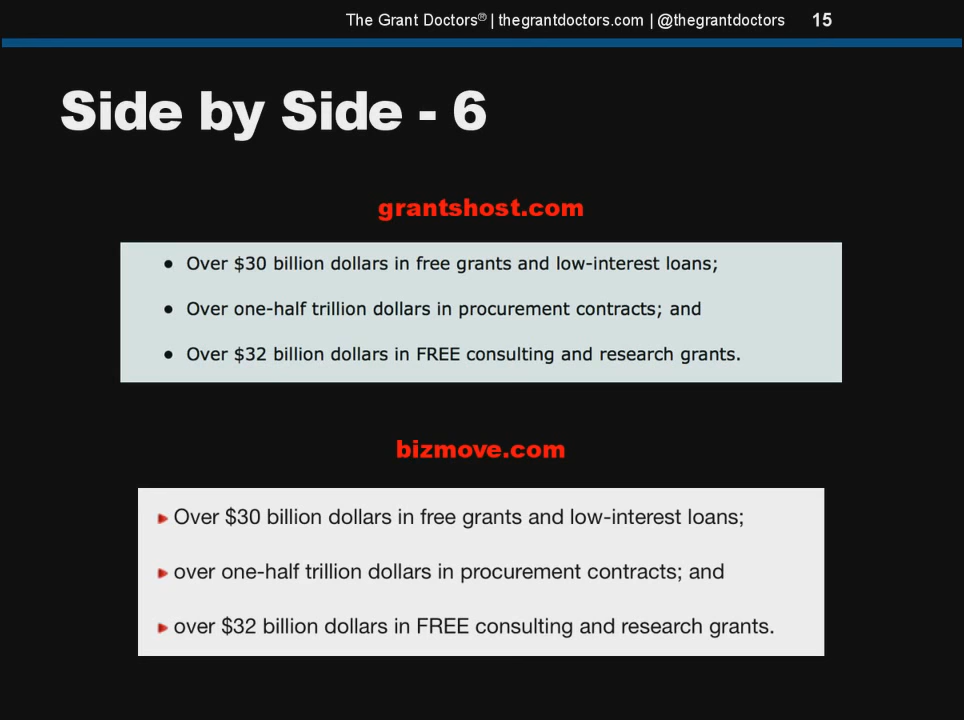 The Grant Doctors® | thegrantdoctors.com | @thegrantdoctors 15
Side by Side - 6
grantshost.com
• Over $30 billion dollars in free grants and low-interest loans;
• Over one-half trillion dollars in procurement contracts; and
• Over $32 billion dollars in FREE consulting and research grants.
bizmove.com
Over $30 billion dollars in free grants and low-interest loans;
over one-half trillion dollars in procurement contracts; and
over $32 billion dollars in FREE consulting and research grants.